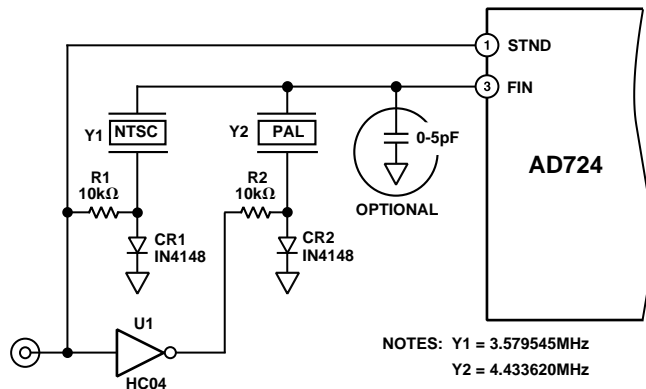 1 STND
3 FIN
Y1 NTSC
Y2 PAL
0-5pF
AD724
R1
10kΩ
R2
10kΩ
OPTIONAL
CR1
IN4148
CR2
IN4148
U1
HC04
NOTES: Y1 = 3.579545MHz
Y2 = 4.433620MHz